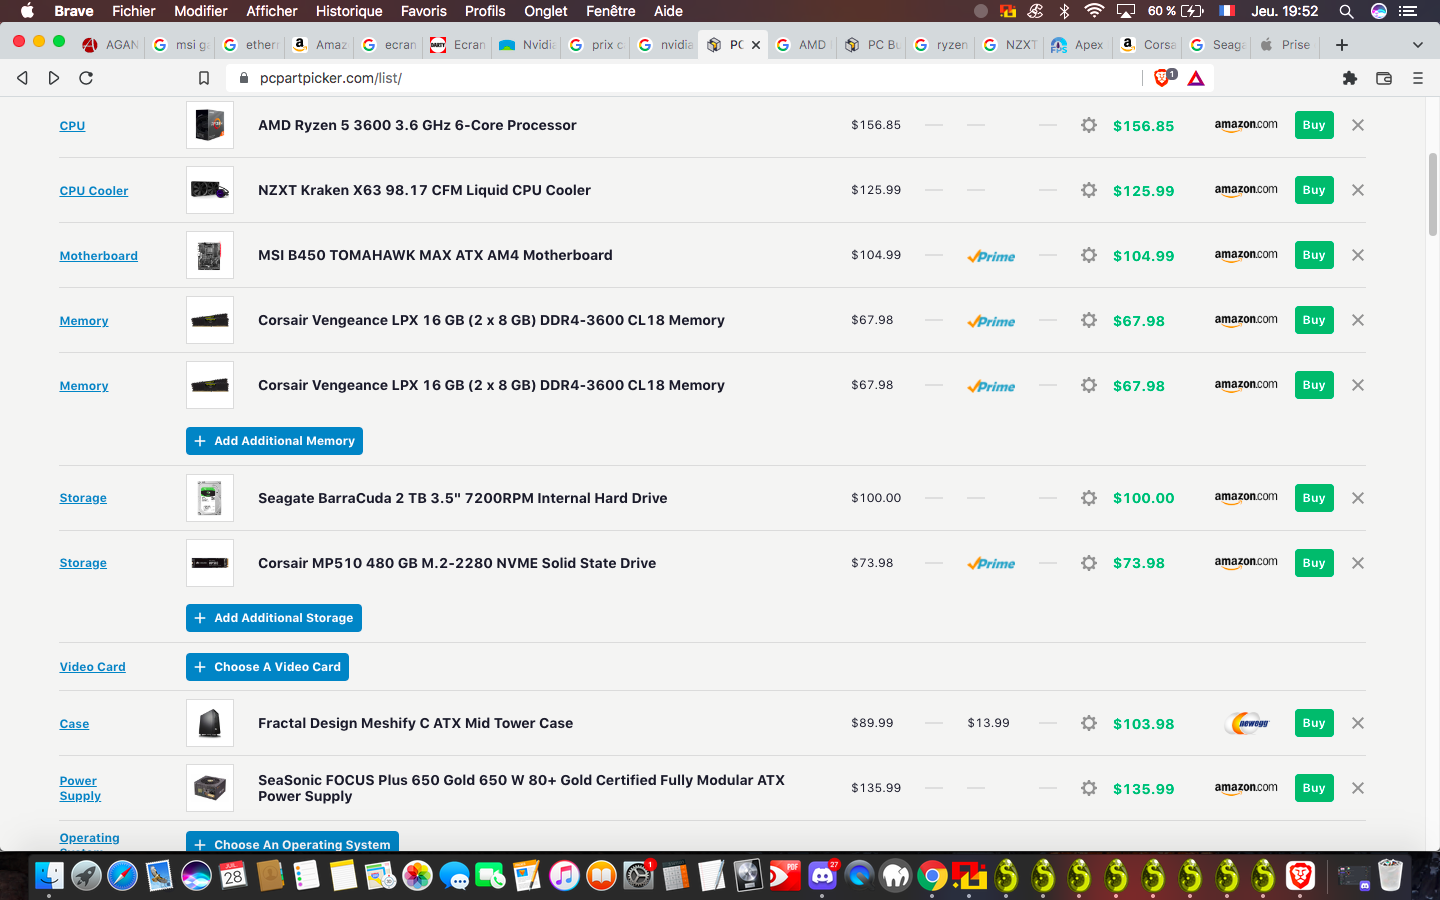 Brave Fichier Modifier Afficher Historique Favoris Profils Onglet Fenêtre Aide 60 % Jeu. 19:52
AGAN msi ga ethern Amaz ecran DARTY Ecran Nvidia prix c nvidia PC AMD PC Bu ryzen NZXT Apex Corsa Seaga Prise
pcpartpicker.com/list/ 1
CPU AMD Ryzen 5 3600 3.6 GHz 6-Core Processor $156.85 — — — $156.85 amazon.com Buy
CPU Cooler NZXT Kraken X63 98.17 CFM Liquid CPU Cooler $125.99 — — — $125.99 amazon.com Buy
Motherboard MSI B450 TOMAHAWK MAX ATX AM4 Motherboard $104.99 — Prime — $104.99 amazon.com Buy
Memory Corsair Vengeance LPX 16 GB (2 x 8 GB) DDR4-3600 CL18 Memory $67.98 — Prime — $67.98 amazon.com Buy
Memory Corsair Vengeance LPX 16 GB (2 x 8 GB) DDR4-3600 CL18 Memory $67.98 — Prime — $67.98 amazon.com Buy
+ Add Additional Memory
Storage Seagate BarraCuda 2 TB 3.5" 7200RPM Internal Hard Drive $100.00 — — — $100.00 amazon.com Buy
Storage Corsair MP510 480 GB M.2-2280 NVME Solid State Drive $73.98 — Prime — $73.98 amazon.com Buy
+ Add Additional Storage
Video Card + Choose A Video Card
Case Fractal Design Meshify C ATX Mid Tower Case $89.99 — $13.99 — $103.98 newegg Buy
Power Supply SeaSonic FOCUS Plus 650 Gold 650 W 80+ Gold Certified Fully Modular ATX Power Supply $135.99 — — — $135.99 amazon.com Buy
Operating System + Choose An Operating System
JUIL 28 1 PDF 27